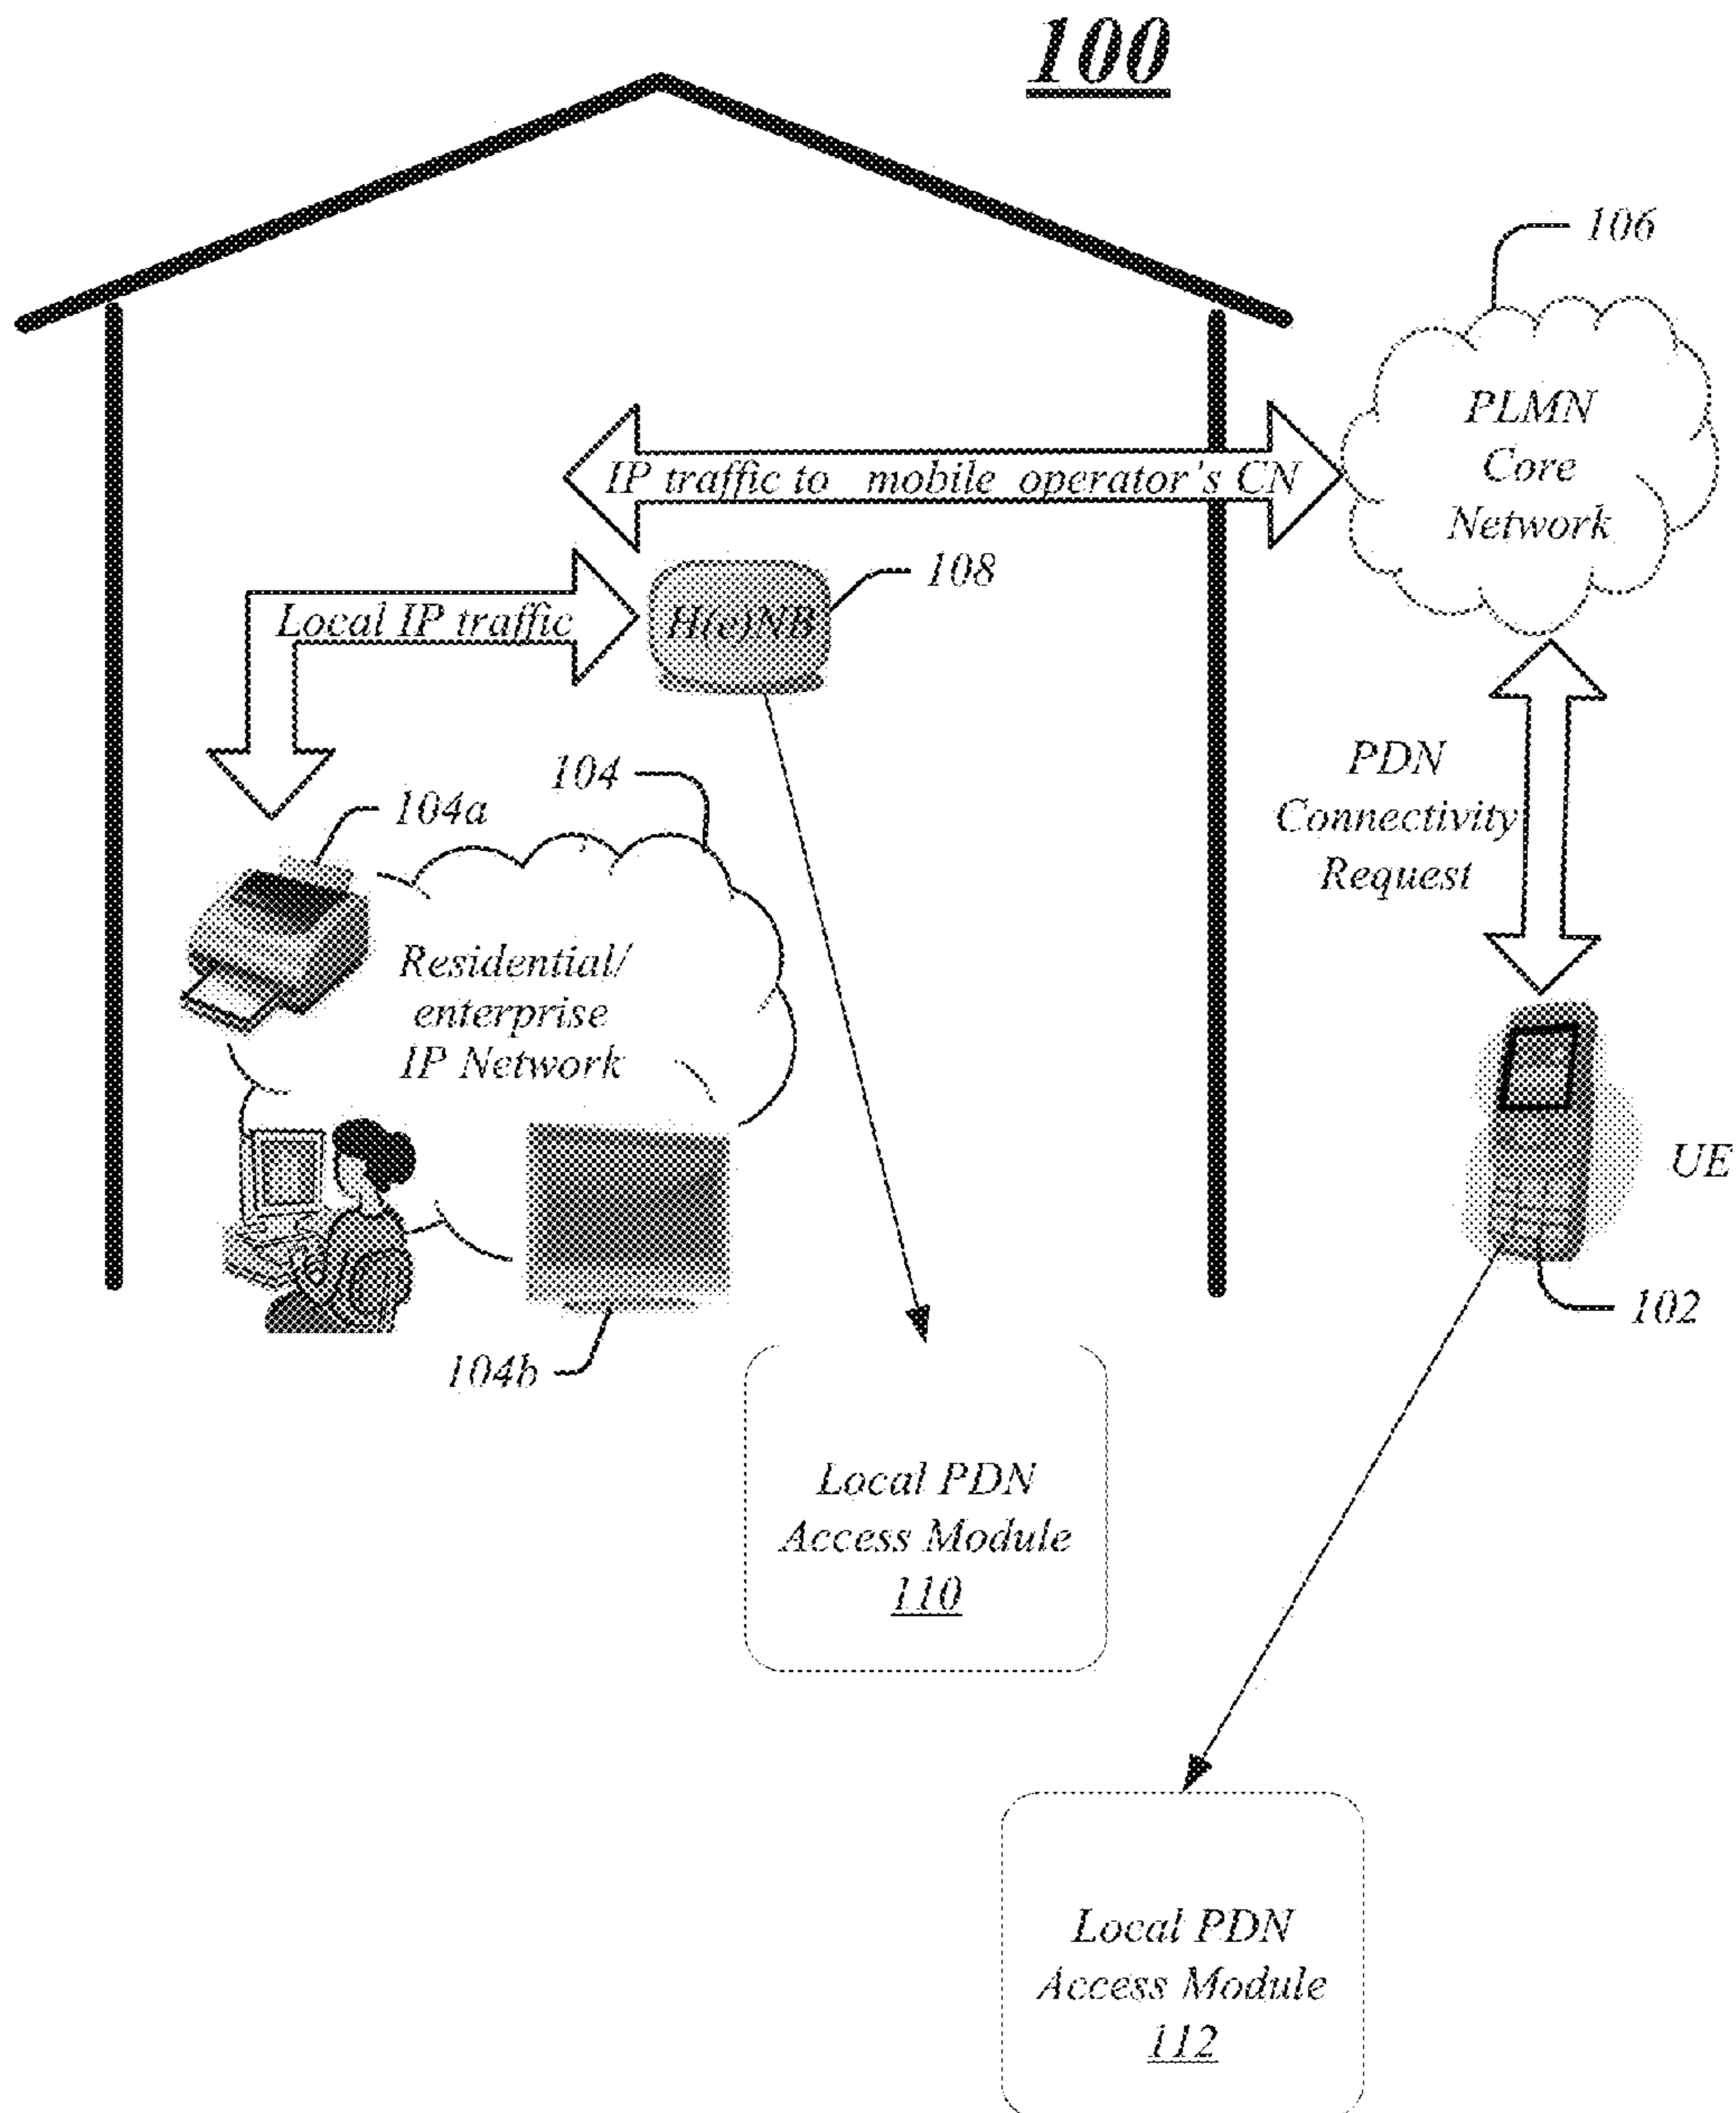 100
106
PLMN
Core
Network
IP traffic to mobile operator's CN
108
H(e)NB
Local IP traffic
104
104a
PDN
Connectivity
Request
Residential/
enterprise
IP Network
UE
102
104b
Local PDN
Access Module
110
Local PDN
Access Module
112